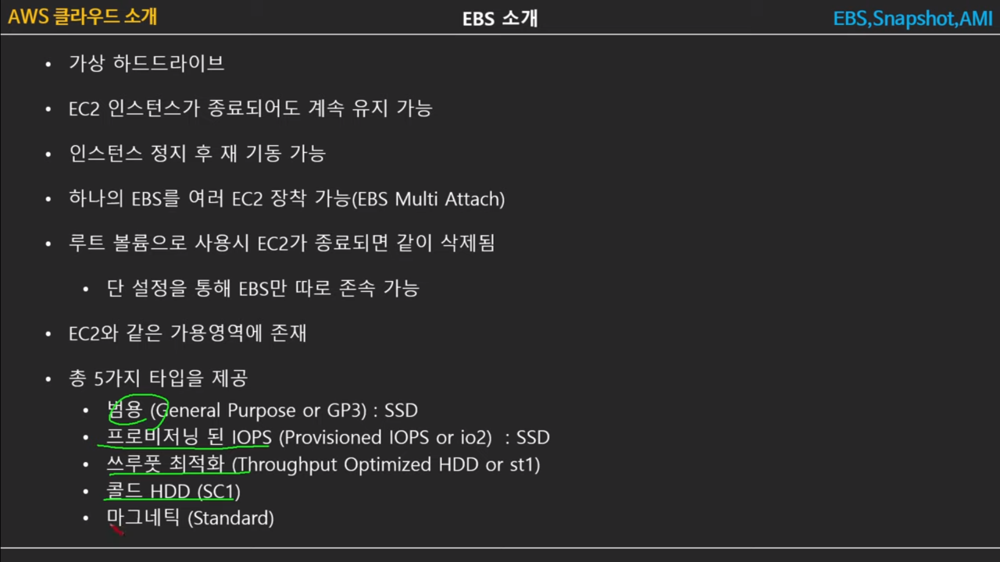 AWS 클라우드 소개
EBS 소개
EBS,Snapshot,AMI
• 가상 하드드라이브
• EC2 인스턴스가 종료되어도 계속 유지 가능
• 인스턴스 정지 후 재 기동 가능
• 하나의 EBS를 여러 EC2 장착 가능(EBS Multi Attach)
• 루트 볼륨으로 사용시 EC2가 종료되면 같이 삭제됨
• 단 설정을 통해 EBS만 따로 존속 가능
• EC2와 같은 가용영역에 존재
• 총 5가지 타입을 제공
• 범용 (General Purpose or GP3) : SSD
• 프로비저닝 된 IOPS (Provisioned IOPS or io2) : SSD
• 쓰루풋 최적화 (Throughput Optimized HDD or st1)
• 콜드 HDD (SC1)
• 마그네틱 (Standard)